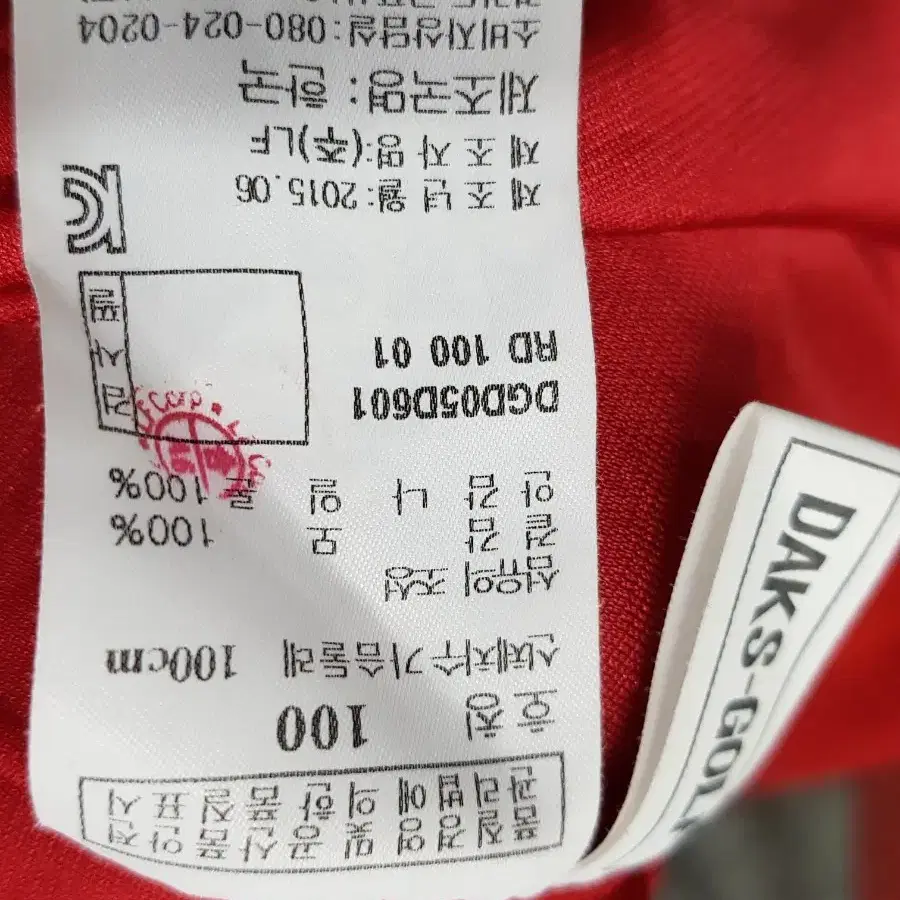 품질경영 및 공산품 안전
관리법에 의한 품질표시
호칭 100
신체치수 가슴둘레 100cm
섬유의 조성
겉감 모 100%
안감 나일론 100%
DGD05D601
RD 100 01
검사필
제조년월:2015.06
제조자명:(주)LF
제조국명:한국
소비자상담실:080-024-0204
DAKS-GOLF